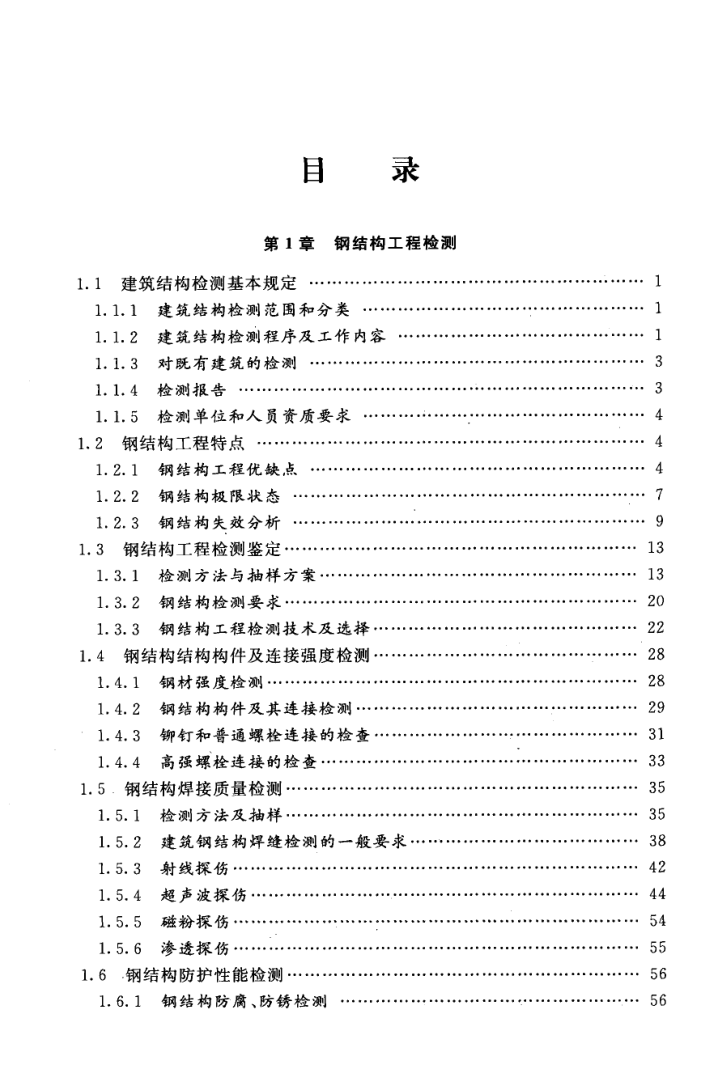 目 录
第1章 钢结构工程检测
1.1 建筑结构检测基本规定 …… 1
1.1.1 建筑结构检测范围和分类 …… 1
1.1.2 建筑结构检测程序及工作内容 …… 1
1.1.3 对既有建筑的检测 …… 3
1.1.4 检测报告 …… 3
1.1.5 检测单位和人员资质要求 …… 4
1.2 钢结构工程特点 …… 4
1.2.1 钢结构工程优缺点 …… 4
1.2.2 钢结构极限状态 …… 7
1.2.3 钢结构失效分析 …… 9
1.3 钢结构工程检测鉴定 …… 13
1.3.1 检测方法与抽样方案 …… 13
1.3.2 钢结构检测要求 …… 20
1.3.3 钢结构工程检测技术及选择 …… 22
1.4 钢结构结构构件及连接强度检测 …… 28
1.4.1 钢材强度检测 …… 28
1.4.2 钢结构构件及其连接检测 …… 29
1.4.3 铆钉和普通螺栓连接的检查 …… 31
1.4.4 高强螺栓连接的检查 …… 33
1.5 钢结构焊接质量检测 …… 35
1.5.1 检测方法及抽样 …… 35
1.5.2 建筑钢结构焊缝检测的一般要求 …… 38
1.5.3 射线探伤 …… 42
1.5.4 超声波探伤 …… 44
1.5.5 磁粉探伤 …… 54
1.5.6 渗透探伤 …… 55
1.6 钢结构防护性能检测 …… 56
1.6.1 钢结构防腐、防锈检测 …… 56